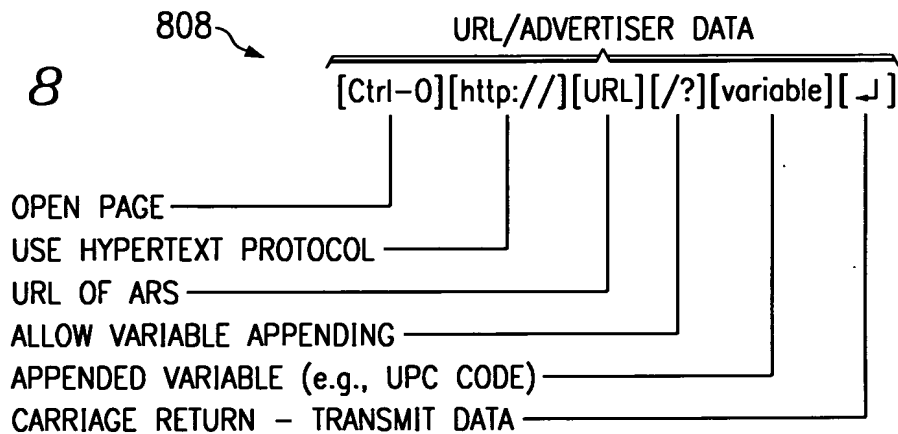 808
URL/ADVERTISER DATA
8
[Ctrl-O][http://][URL][/?][variable][↵]
OPEN PAGE
USE HYPERTEXT PROTOCOL
URL OF ARS
ALLOW VARIABLE APPENDING
APPENDED VARIABLE (e.g., UPC CODE)
CARRIAGE RETURN – TRANSMIT DATA